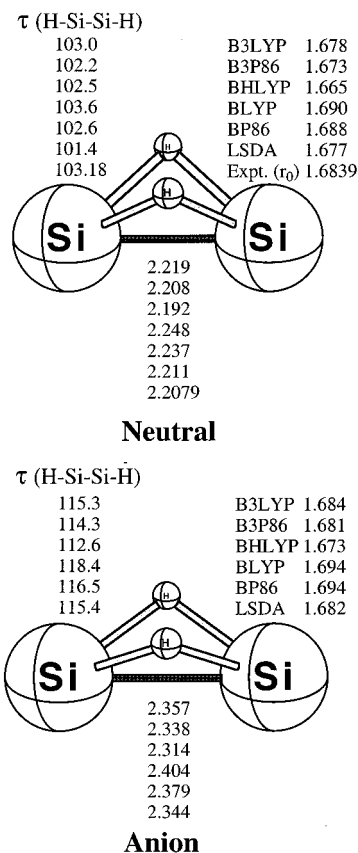 τ (H-Si-Si-H)
103.0 B3LYP 1.678
102.2 B3P86 1.673
102.5 BHLYP 1.665
103.6 BLYP 1.690
102.6 BP86 1.688
101.4 LSDA 1.677
103.18 Expt. (r0) 1.6839
H
H
Si Si
2.219
2.208
2.192
2.248
2.237
2.211
2.2079
Neutral
τ (H-Si-Si-H)
115.3 B3LYP 1.684
114.3 B3P86 1.681
112.6 BHLYP 1.673
118.4 BLYP 1.694
116.5 BP86 1.694
115.4 LSDA 1.682
H
H
Si Si
2.357
2.338
2.314
2.404
2.379
2.344
Anion